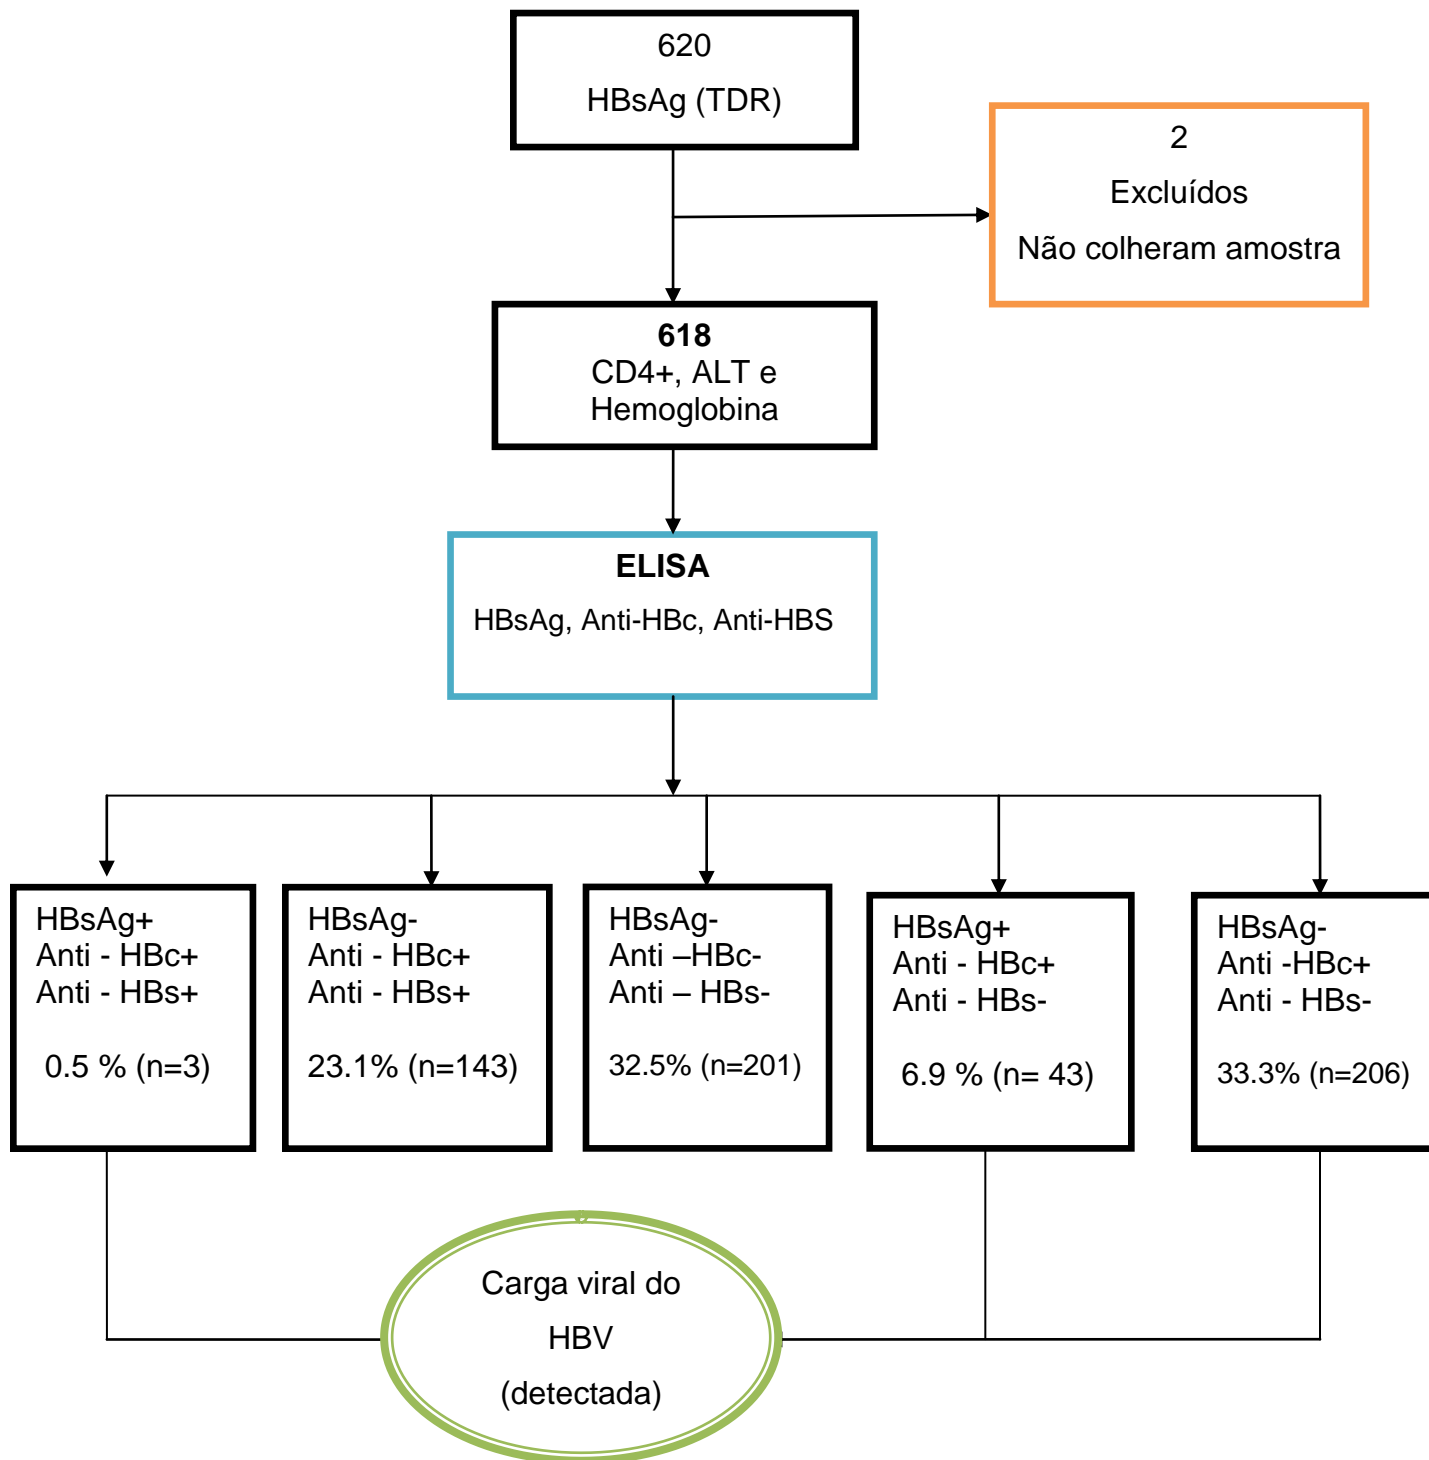 620
HBsAg (TDR)
2
Excluídos
Não colheram amostra
618
CD4+, ALT e
Hemoglobina
ELISA
HBsAg, Anti-HBc, Anti-HBS
HBsAg+
Anti - HBc+
Anti - HBs+
0.5 % (n=3)
HBsAg-
Anti - HBc+
Anti - HBs+
23.1% (n=143)
HBsAg-
Anti –HBc-
Anti – HBs-
32.5% (n=201)
HBsAg+
Anti - HBc+
Anti - HBs-
6.9 % (n= 43)
HBsAg-
Anti -HBc+
Anti - HBs-
33.3% (n=206)
Carga viral do
HBV
(detectada)